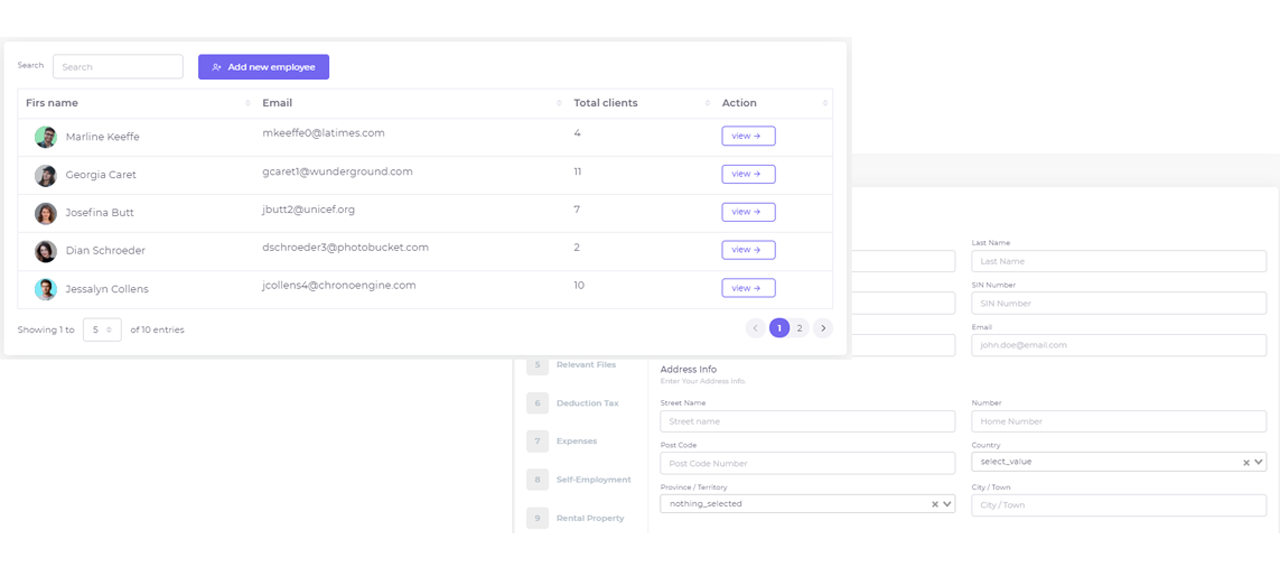 Search Search Add new employee
Firs name Email Total clients Action
Marline Keeffe mkeeffe0@latimes.com 4 view →
Georgia Caret gcaret1@wunderground.com 11 view →
Josefina Butt jbutt2@unicef.org 7 view →
Dian Schroeder dschroeder3@photobucket.com 2 view →
Jessalyn Collens jcollens4@chronoengine.com 10 view →
Showing 1 to 5 of 10 entries 1 2
Last Name
Last Name
SIN Number
SIN Number
Email
john.doe@email.com
5 Relevant Files
6 Deduction Tax
7 Expenses
8 Self-Employment
9 Rental Property
Address Info
Enter Your Address Info.
Street Name Number
Street name Home Number
Post Code Country
Post Code Number select_value
Province / Territory City / Town
nothing_selected City / Town